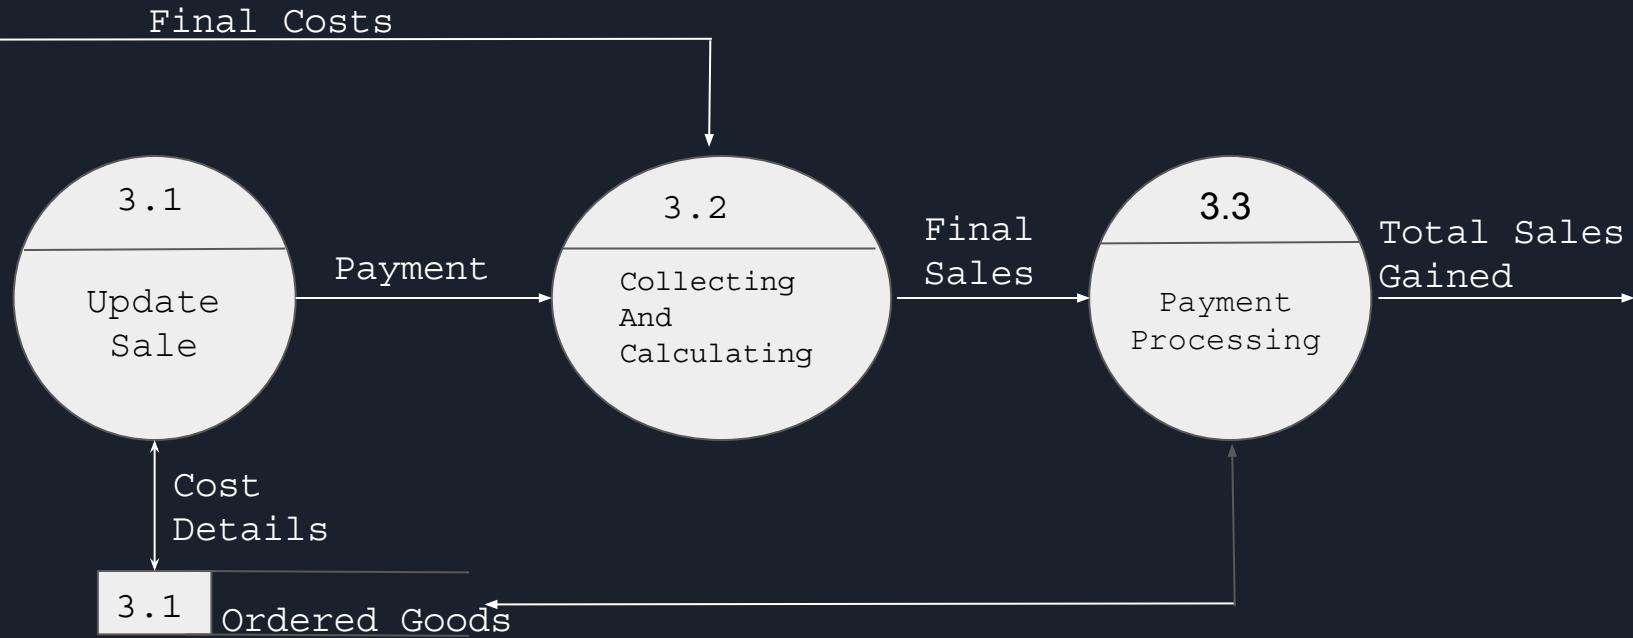 Final Costs
3.1
Update
Sale
Payment
3.2
Collecting
And
Calculating
Final
Sales
3.3
Payment
Processing
Total Sales
Gained
Cost
Details
3.1
Ordered Goods